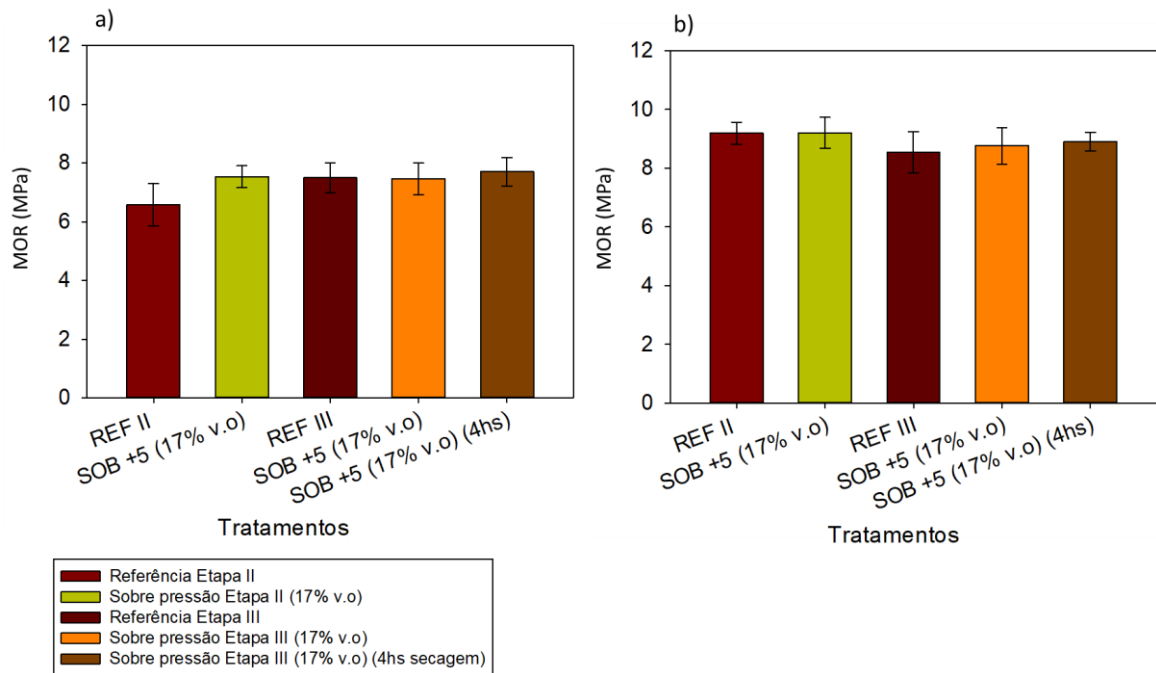 a)
12
10
8
6
4
2
0
MOR (MPa)
REF II
SOB +5 (17% v.o)
REF III
SOB +5 (17% v.o)
SOB +5 (17% v.o) (4hs)
Tratamentos
b)
12
10
8
6
4
2
0
MOR (MPa)
REF II
SOB +5 (17% v.o)
REF III
SOB +5 (17% v.o)
SOB +5 (17% v.o) (4hs)
Tratamentos
Referência Etapa II
Sobre pressão Etapa II (17% v.o)
Referência Etapa III
Sobre pressão Etapa III (17% v.o)
Sobre pressão Etapa III (17% v.o) (4hs secagem)